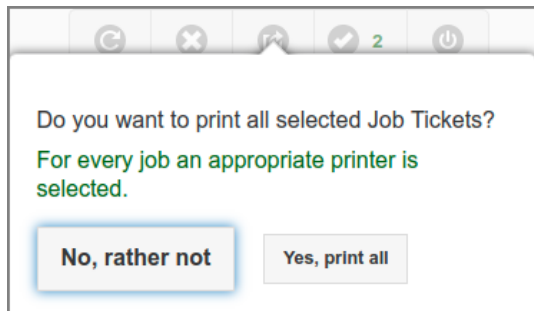 2
Do you want to print all selected Job Tickets?
For every job an appropriate printer is
selected.
No, rather not
Yes, print all